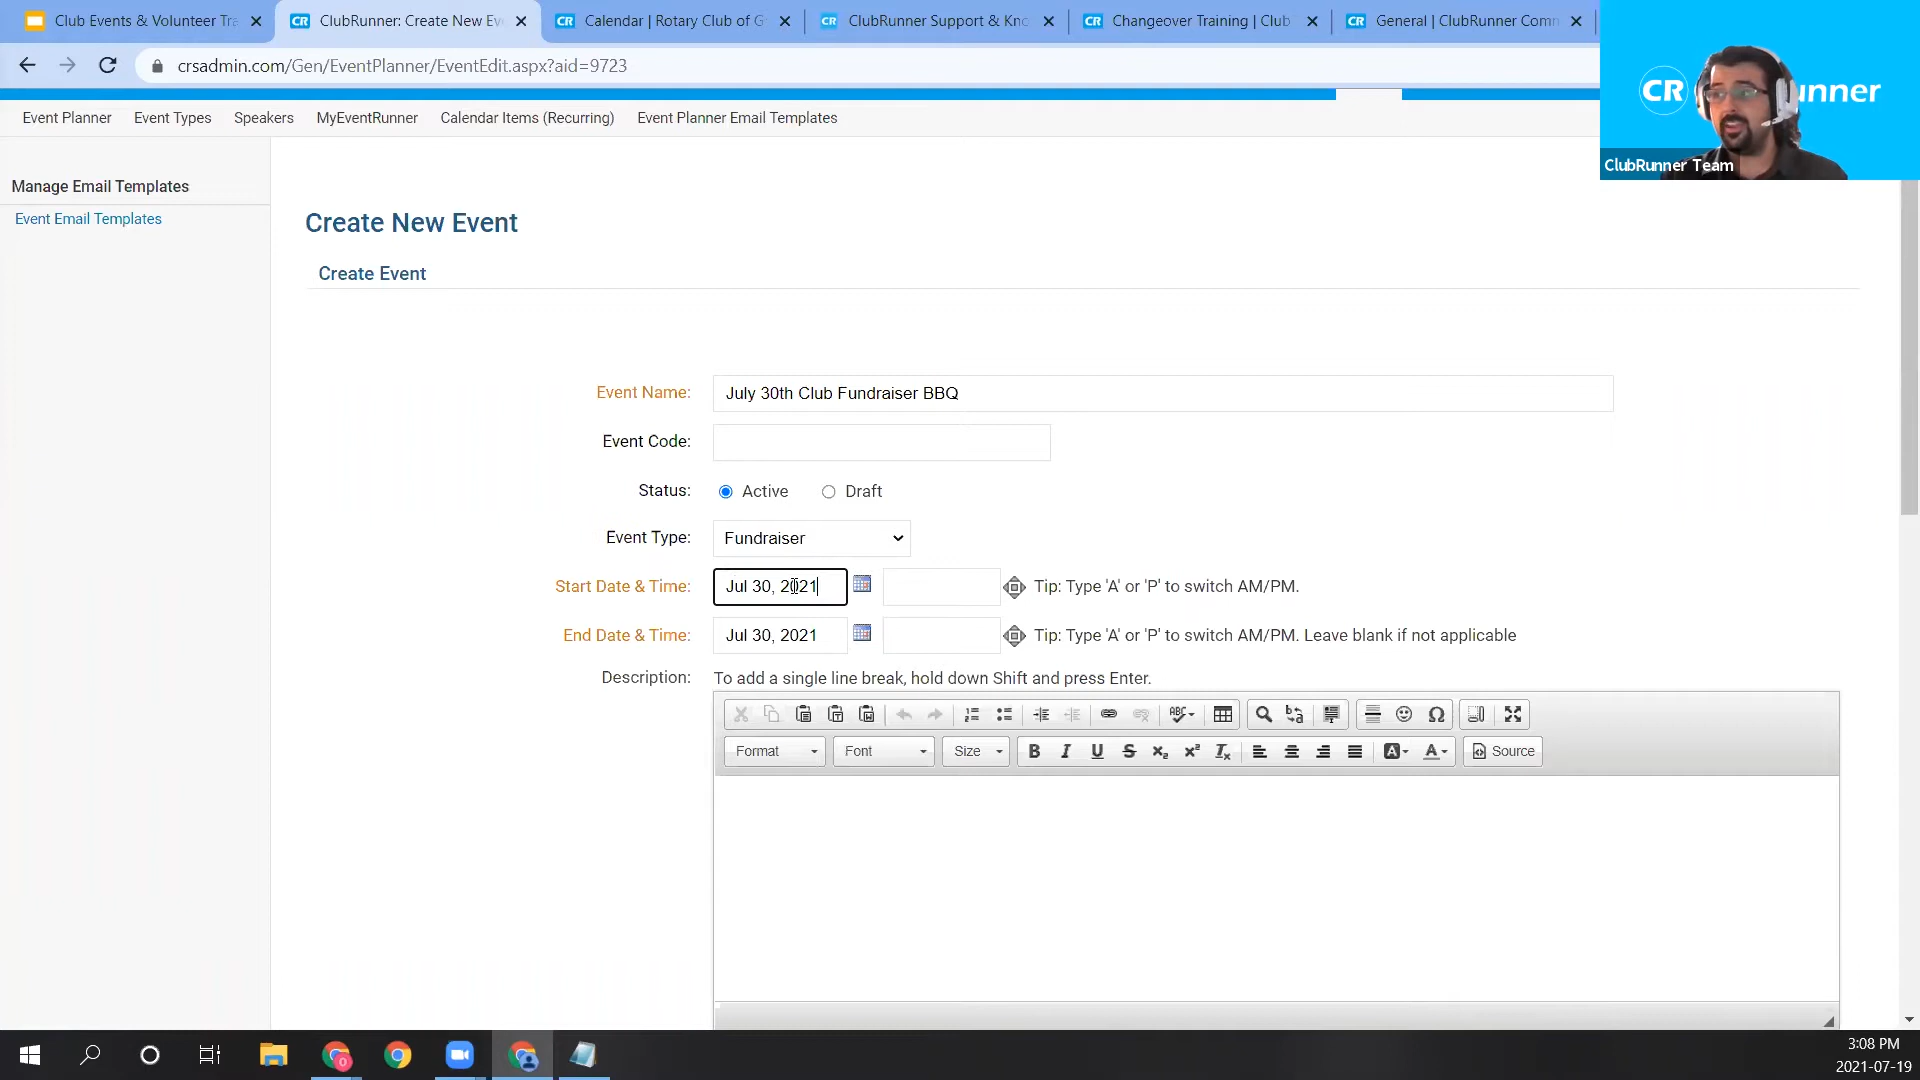 Club Events & Volunteer Tra
ClubRunner: Create New Ev
Calendar | Rotary Club of G
ClubRunner Support & Kno
Changeover Training | Club
General | ClubRunner Comm
crsadmin.com/Gen/EventPlanner/EventEdit.aspx?aid=9723
CR unner
ClubRunner Team
Event Planner
Event Types
Speakers
MyEventRunner
Calendar Items (Recurring)
Event Planner Email Templates
Manage Email Templates
Event Email Templates
Create New Event
Create Event
Event Name: July 30th Club Fundraiser BBQ
Event Code:
Status: Active Draft
Event Type: Fundraiser
Start Date & Time: Jul 30, 2021 Tip: Type 'A' or 'P' to switch AM/PM.
End Date & Time: Jul 30, 2021 Tip: Type 'A' or 'P' to switch AM/PM. Leave blank if not applicable
Description: To add a single line break, hold down Shift and press Enter.
Format Font Size B I U S x₂ x² Tx A A Source
3:08 PM
2021-07-19